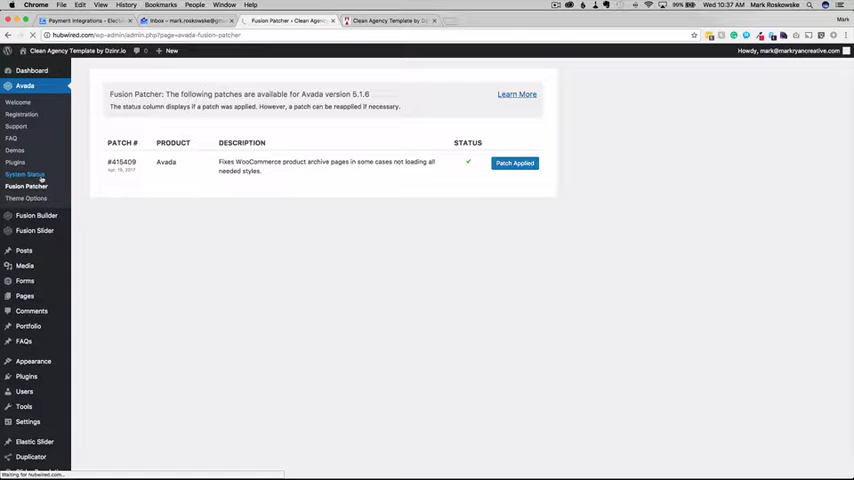 Chrome File Edit View History Bookmarks People Window Help
99% Wed 10:37 AM Mark Roskowske
Payment Integrations - Electi
Inbox - mark.roskowske@gma
Fusion Patcher ‹ Clean Agency
Clean Agency Template by Dz
Mark
hubwired.com/wp-admin/admin.php?page=avada-fusion-patcher
Clean Agency Template by Dzinr.io 0 + New
Howdy, mark@markryancreative.com
Dashboard
Avada
Welcome
Registration
Support
FAQ
Demos
Plugins
System Status
Fusion Patcher
Theme Options
Fusion Builder
Fusion Slider
Posts
Media
Forms
Pages
Comments
Portfolio
FAQs
Appearance
Plugins
Users
Tools
Settings
Elastic Slider
Duplicator
Waiting for hubwired.com...
Fusion Patcher: The following patches are available for Avada version 5.1.6
Learn More
The status column displays if a patch was applied. However, a patch can be reapplied if necessary.
PATCH # PRODUCT DESCRIPTION STATUS
#415409 Avada Fixes WooCommerce product archive pages in some cases not loading all
Apr. 19, 2017 needed styles.
Patch Applied